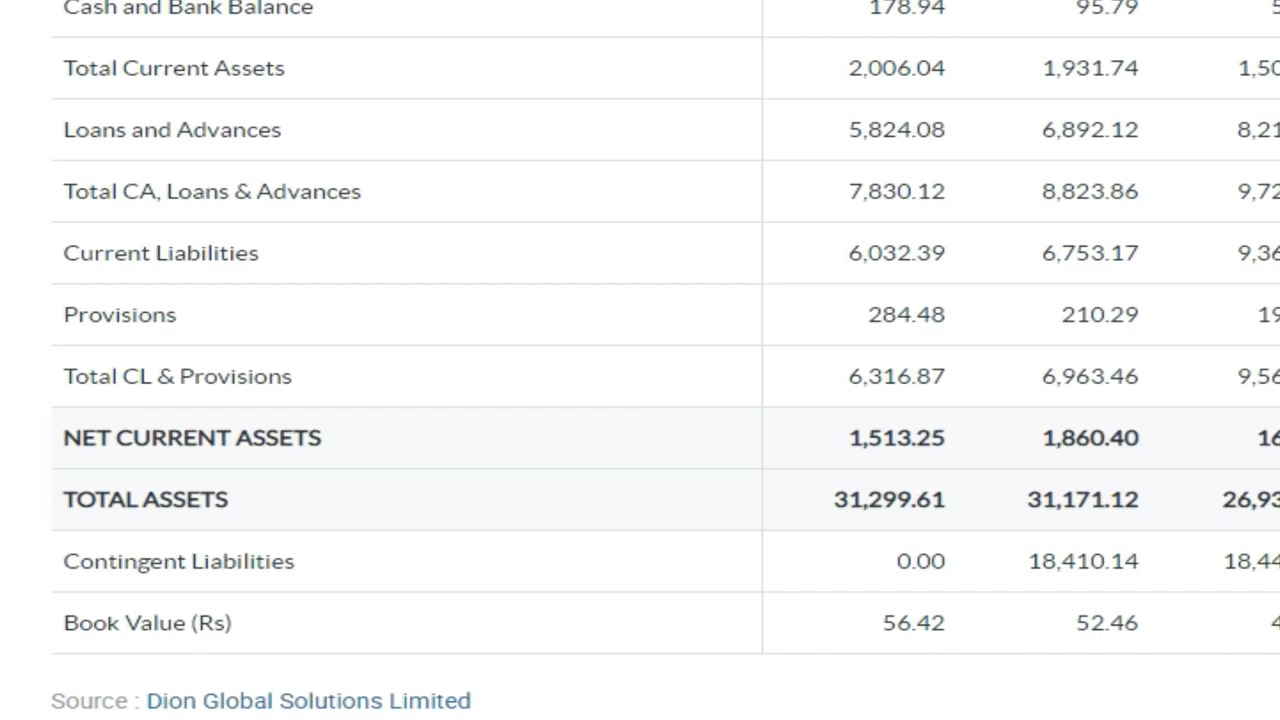 Cash and Bank Balance 178.94 95.79
Total Current Assets 2,006.04 1,931.74
Loans and Advances 5,824.08 6,892.12
Total CA, Loans & Advances 7,830.12 8,823.86
Current Liabilities 6,032.39 6,753.17
Provisions 284.48 210.29
Total CL & Provisions 6,316.87 6,963.46
NET CURRENT ASSETS 1,513.25 1,860.40
TOTAL ASSETS 31,299.61 31,171.12
Contingent Liabilities 0.00 18,410.14
Book Value (Rs) 56.42 52.46
Source : Dion Global Solutions Limited